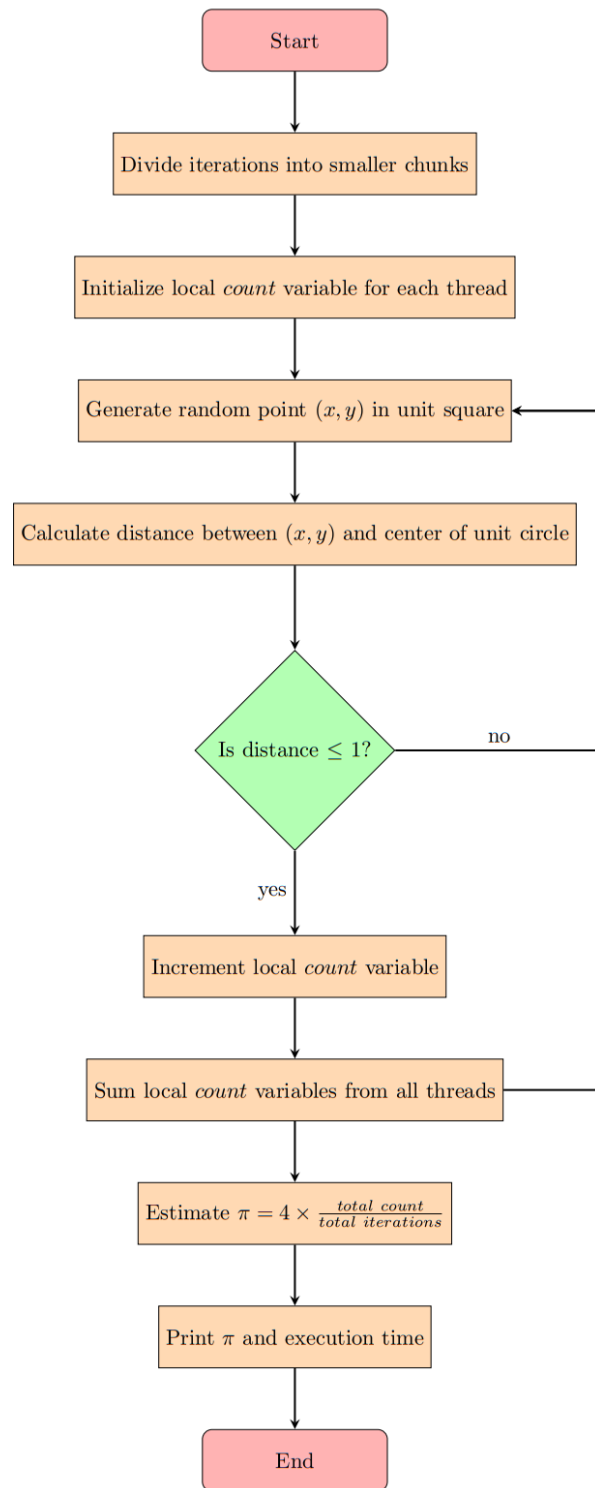 Start
Divide iterations into smaller chunks
Initialize local count variable for each thread
Generate random point (x, y) in unit square
Calculate distance between (x, y) and center of unit circle
Is distance ≤ 1?
no
yes
Increment local count variable
Sum local count variables from all threads
Estimate π = 4 × total count / total iterations
Print π and execution time
End